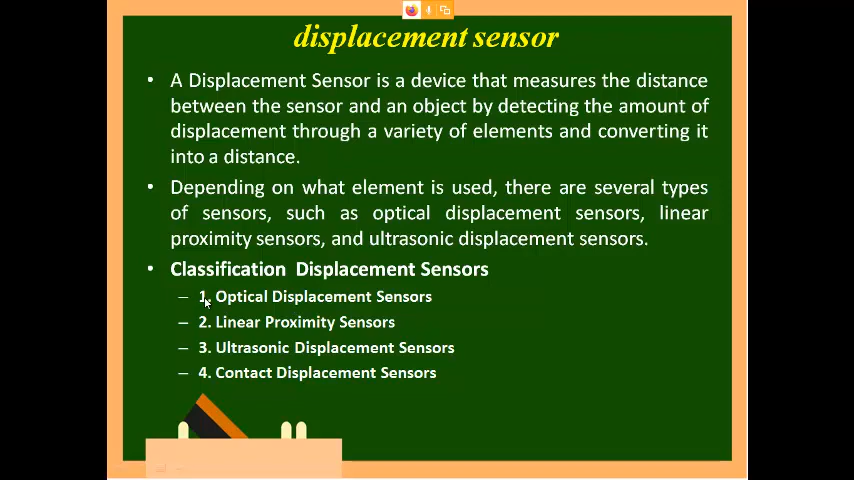 displacement sensor
• A Displacement Sensor is a device that measures the distance
between the sensor and an object by detecting the amount of
displacement through a variety of elements and converting it
into a distance.
• Depending on what element is used, there are several types
of sensors, such as optical displacement sensors, linear
proximity sensors, and ultrasonic displacement sensors.
• Classification Displacement Sensors
– 1. Optical Displacement Sensors
– 2. Linear Proximity Sensors
– 3. Ultrasonic Displacement Sensors
– 4. Contact Displacement Sensors